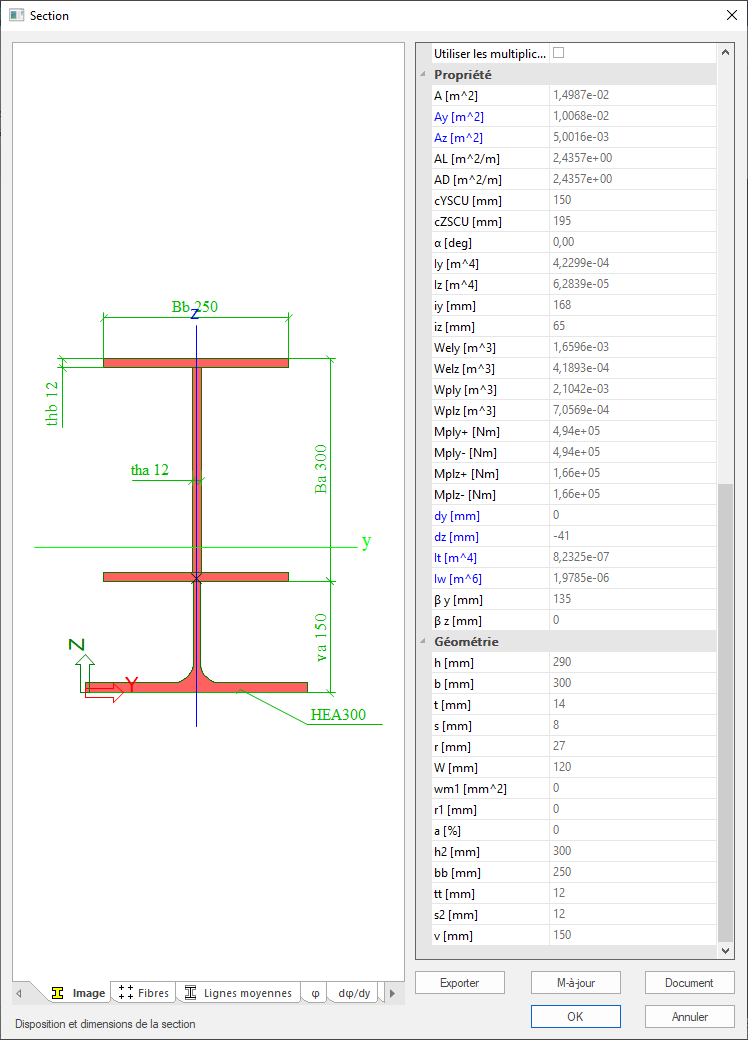 Section
Bb 250
z
thb 12
tha 12
Ba 300
y
va 150
Z
Y
HEA300
Image
Fibres
Lignes moyennes
φ
dφ/dy
Disposition et dimensions de la section
Utiliser les multiplic...
Propriété
A [m^2] 1,4987e-02
Ay [m^2] 1,0068e-02
Az [m^2] 5,0016e-03
AL [m^2/m] 2,4357e+00
AD [m^2/m] 2,4357e+00
cYSCU [mm] 150
cZSCU [mm] 195
α [deg] 0,00
Iy [m^4] 4,2299e-04
Iz [m^4] 6,2839e-05
iy [mm] 168
iz [mm] 65
Wely [m^3] 1,6596e-03
Welz [m^3] 4,1893e-04
Wply [m^3] 2,1042e-03
Wplz [m^3] 7,0569e-04
Mply+ [Nm] 4,94e+05
Mply- [Nm] 4,94e+05
Mplz+ [Nm] 1,66e+05
Mplz- [Nm] 1,66e+05
dy [mm] 0
dz [mm] -41
It [m^4] 8,2325e-07
Iw [m^6] 1,9785e-06
β y [mm] 135
β z [mm] 0
Géométrie
h [mm] 290
b [mm] 300
t [mm] 14
s [mm] 8
r [mm] 27
W [mm] 120
wm1 [mm^2] 0
r1 [mm] 0
a [%] 0
h2 [mm] 300
bb [mm] 250
tt [mm] 12
s2 [mm] 12
v [mm] 150
Exporter
M-à-jour
Document
OK
Annuler